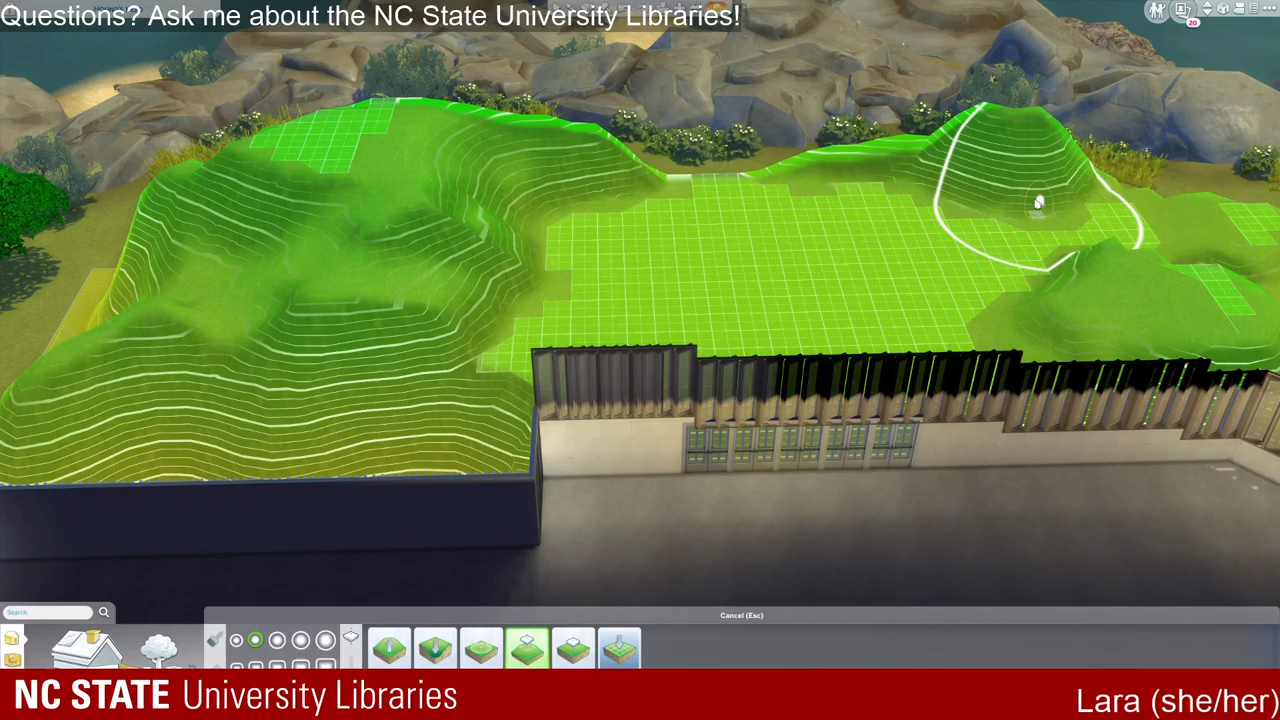 Questions? Ask me about the NC State University Libraries!
20
Search
Cancel (Esc)
NC STATE University Libraries
Lara (she/her)